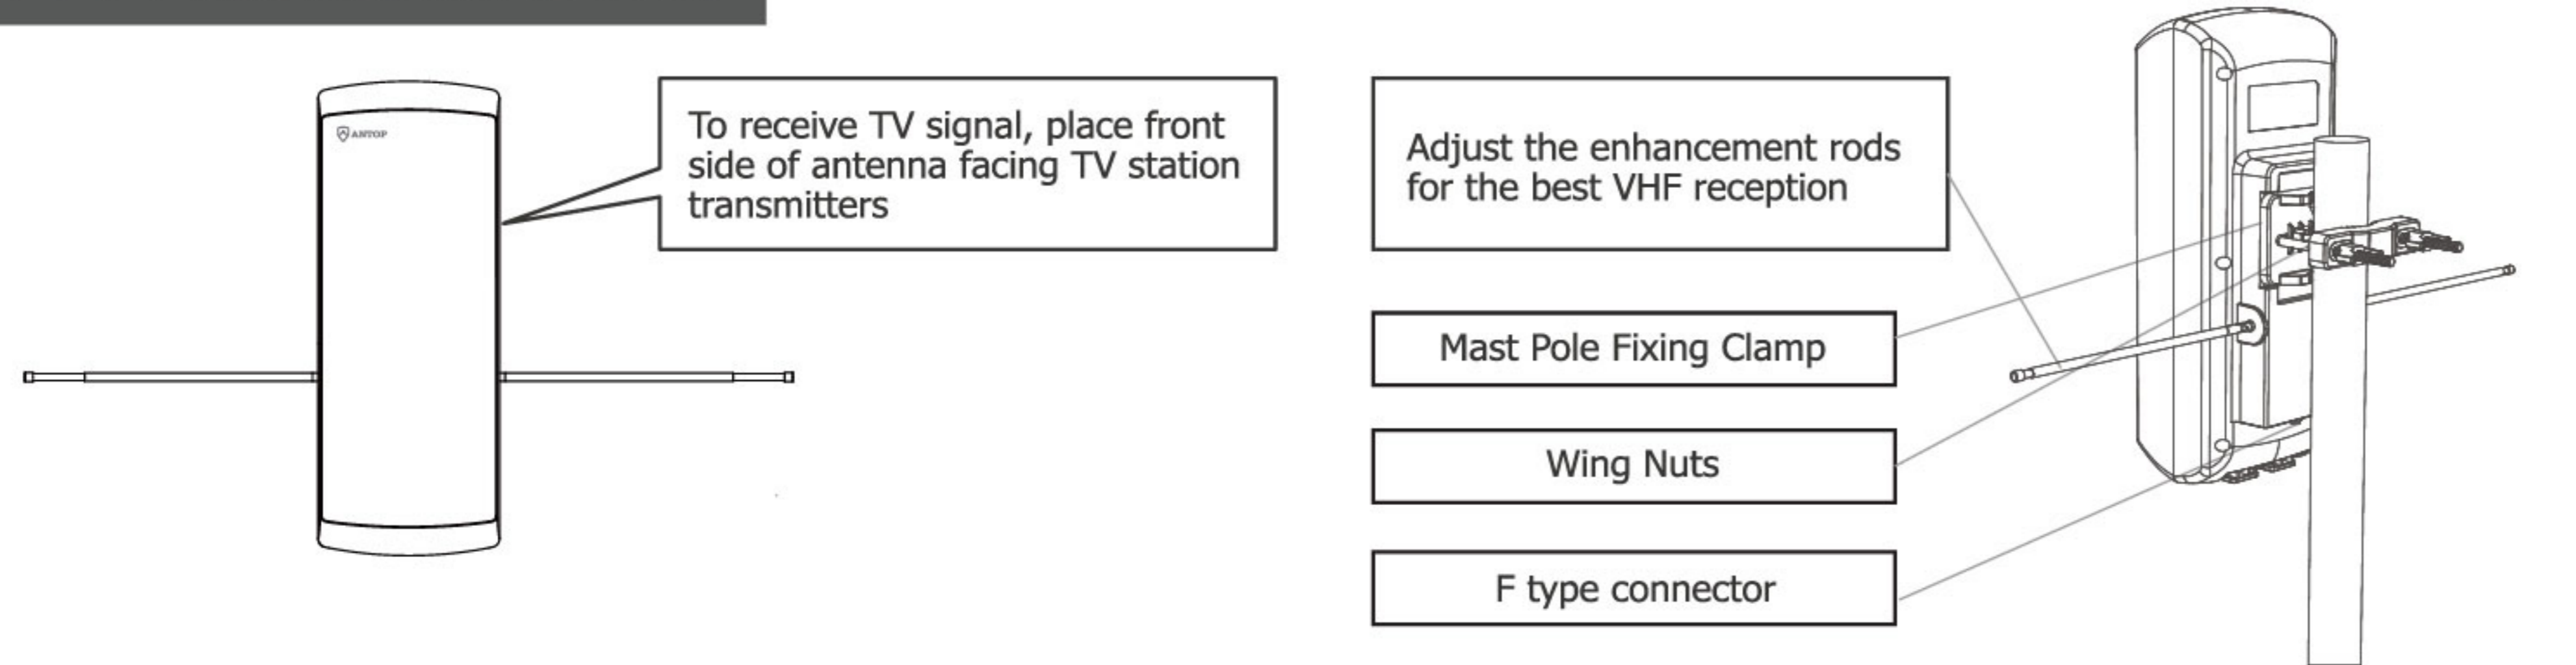 ANTOP
To receive TV signal, place front
side of antenna facing TV station
transmitters
Adjust the enhancement rods
for the best VHF reception
Mast Pole Fixing Clamp
Wing Nuts
F type connector